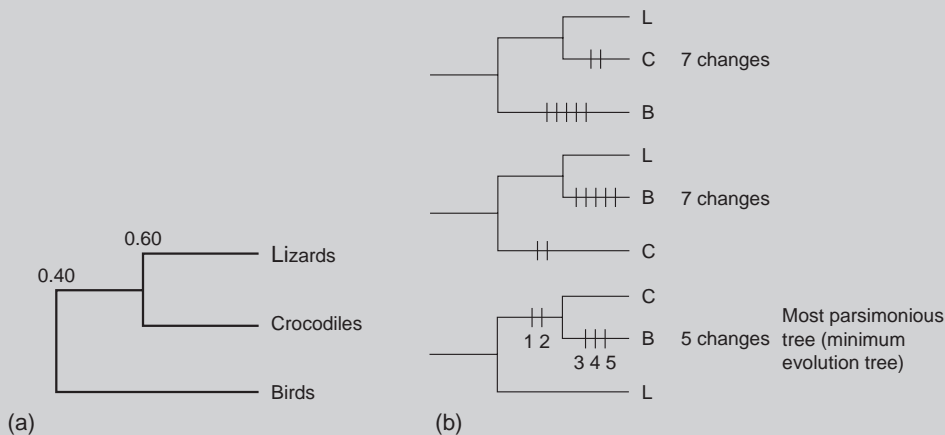 0.60
0.40
Lizards
Crocodiles
Birds
(a)
L
C 7 changes
B
L
B 7 changes
C
C
1 2
B 5 changes
3 4 5
L
Most parsimonious
tree (minimum
evolution tree)
(b)